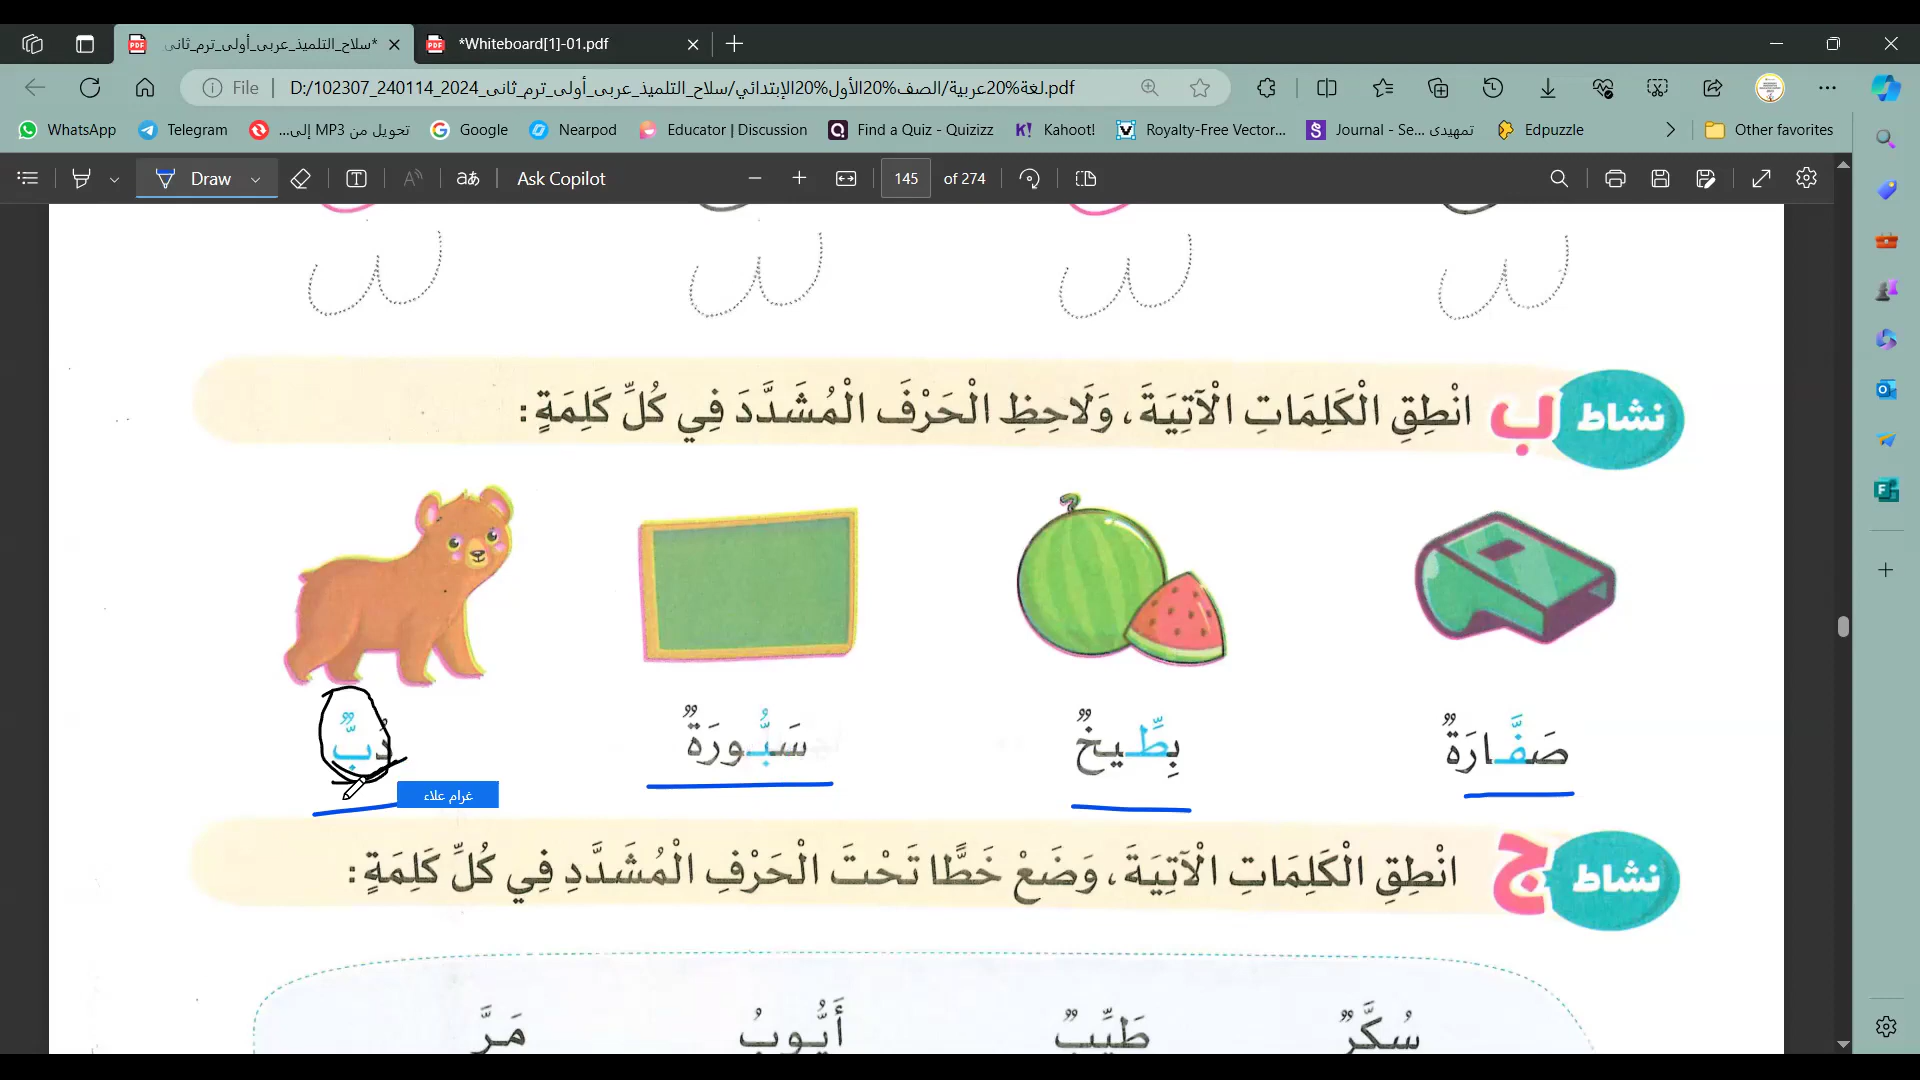 سلاح_التلميذ_عربى_أولى_ترم_ثانى*
*Whiteboard[1]-01.pdf
File
D:/102307_240114_2024_سلاح_التلميذ_عربى_أولى_ترم_ثانى/لغة%20عربية/الصف%20الأول%20الإبتدائي.pdf
WhatsApp
Telegram
تحويل من MP3 إلى...
Google
Nearpod
Educator | Discussion
Find a Quiz - Quizizz
Kahoot!
Royalty-Free Vector...
Journal - Se... تمهيدى
Edpuzzle
Other favorites
Draw
Ask Copilot
145 of 274
نشاط ب انْطِقِ الْكَلِمَاتِ الْآتِيَةَ، وَلَاحِظِ الْحَرْفَ الْمُشَدَّدَ فِي كُلِّ كَلِمَةٍ:
صَفَّارَةٌ بِطِّيخٌ سَبُّورَةٌ دُبٌّ
غرام علاء
نشاط ج انْطِقِ الْكَلِمَاتِ الْآتِيَةَ، وَضَعْ خَطًّا تَحْتَ الْحَرْفِ الْمُشَدَّدِ فِي كُلِّ كَلِمَةٍ:
سُكَّرٌ طَيِّبٌ أَيُّوبُ مَرَّ